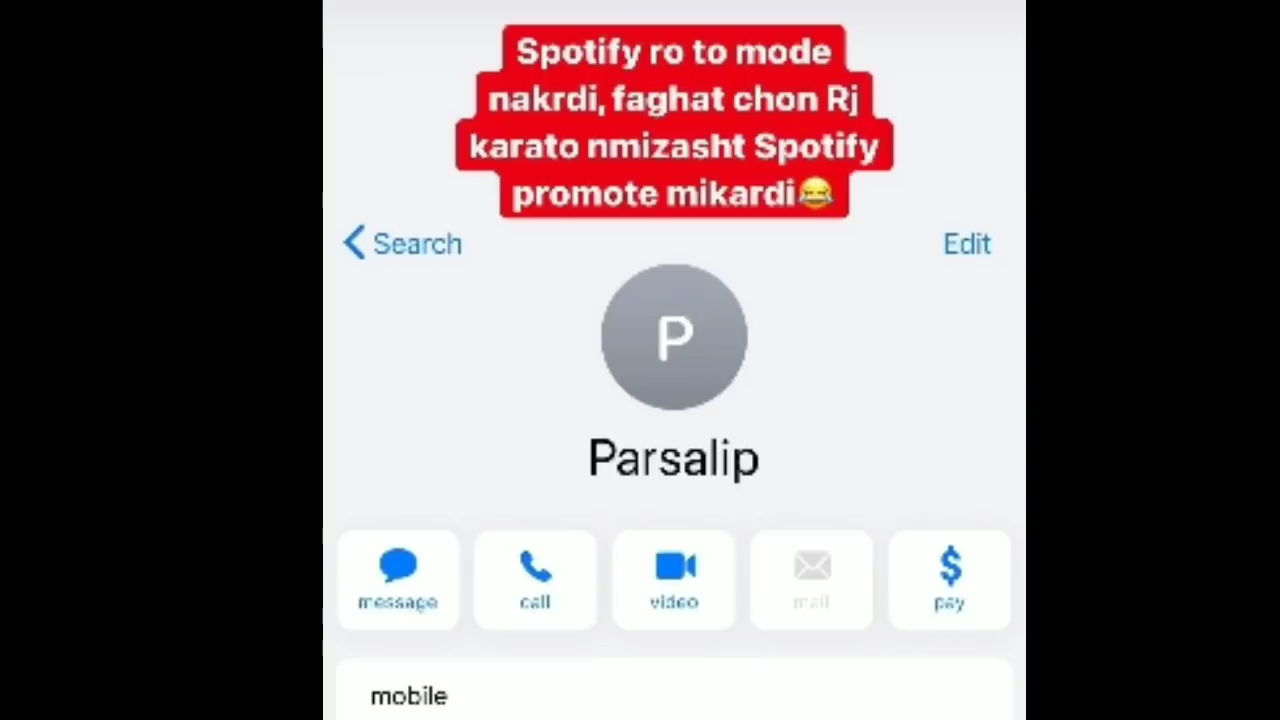 Spotify ro to mode
nakrdi, faghat chon Rj
karato nmizasht Spotify
promote mikardi😂
Search
Edit
P
Parsalip
message
call
video
mail
pay
mobile